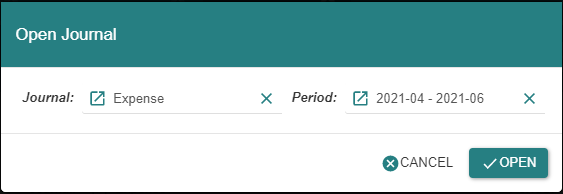 Open Journal
Journal: Expense Period: 2021-04 - 2021-06
CANCEL OPEN